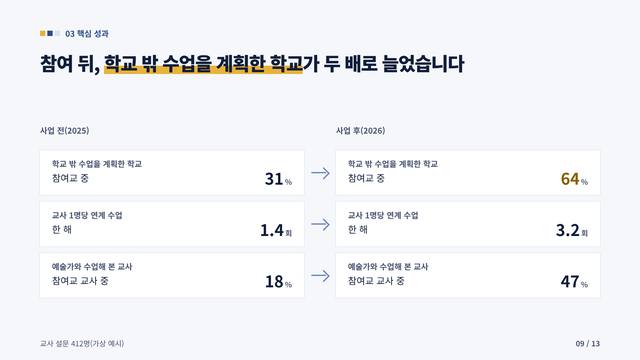 03 핵심 성과
참여 뒤, 학교 밖 수업을 계획한 학교가 두 배로 늘었습니다
사업 전(2025)
사업 후(2026)
학교 밖 수업을 계획한 학교
참여교 중
31%
학교 밖 수업을 계획한 학교
참여교 중
64%
교사 1명당 연계 수업
한 해
1.4회
교사 1명당 연계 수업
한 해
3.2회
예술가와 수업해 본 교사
참여교 교사 중
18%
예술가와 수업해 본 교사
참여교 교사 중
47%
교사 설문 412명(가상 예시)
09 / 13